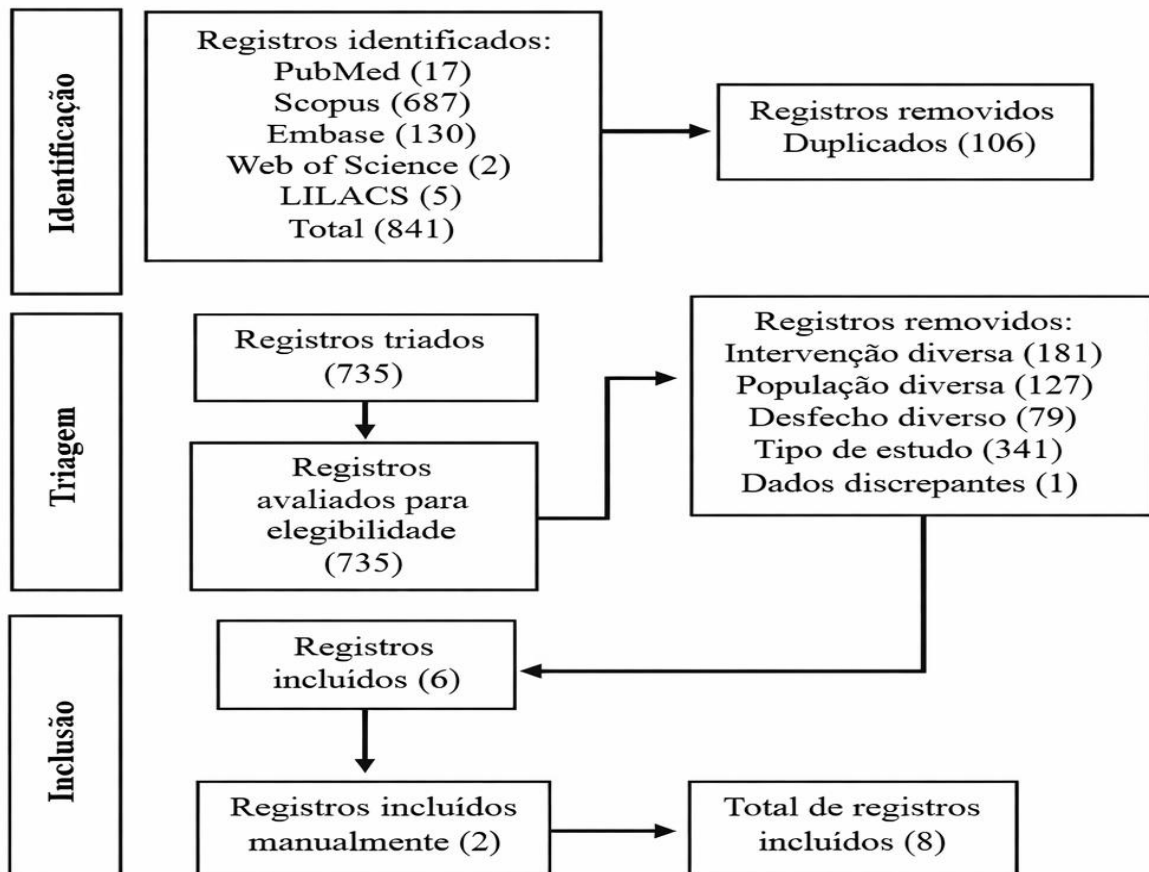 Identificação
Registros identificados:
PubMed (17)
Scopus (687)
Embase (130)
Web of Science (2)
LILACS (5)
Total (841)
Registros removidos
Duplicados (106)
Triagem
Registros triados
(735)
Registros
avaliados para
elegibilidade
(735)
Registros removidos:
Intervenção diversa (181)
População diversa (127)
Desfecho diverso (79)
Tipo de estudo (341)
Dados discrepantes (1)
Inclusão
Registros
incluídos (6)
Registros incluídos
manualmente (2)
Total de registros
incluídos (8)